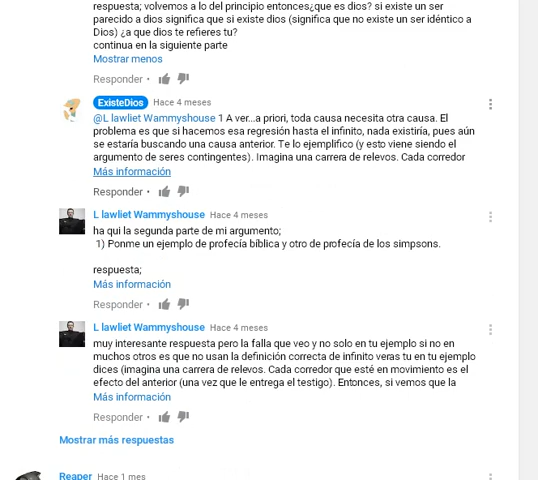 respuesta; volvemos a lo del principio entonces¿que es dios? si existe un ser
parecido a dios significa que si existe dios (significa que no existe un ser idéntico a
Dios) ¿a que dios te refieres tu?
continua en la siguiente parte
Mostrar menos
Responder •
ExisteDios Hace 4 meses
@L lawliet Wammyshouse 1 A ver...a priori, toda causa necesita otra causa. El
problema es que si hacemos esa regresión hasta el infinito, nada existiría, pues aún
se estaría buscando una causa anterior. Te lo ejemplifico (y esto viene siendo el
argumento de seres contingentes). Imagina una carrera de relevos. Cada corredor
Más información
Responder •
L lawliet Wammyshouse Hace 4 meses
ha qui la segunda parte de mi argumento;
1) Ponme un ejemplo de profecía bíblica y otro de profecía de los simpsons.
respuesta;
Más información
Responder •
L lawliet Wammyshouse Hace 4 meses
muy interesante respuesta pero la falla que veo y no solo en tu ejemplo si no en
muchos otros es que no usan la definición correcta de infinito veras tu en tu ejemplo
dices (imagina una carrera de relevos. Cada corredor que esté en movimiento es el
efecto del anterior (una vez que le entrega el testigo). Entonces, si vemos que la
Más información
Responder •
Mostrar más respuestas
Reaper Hace 1 mes